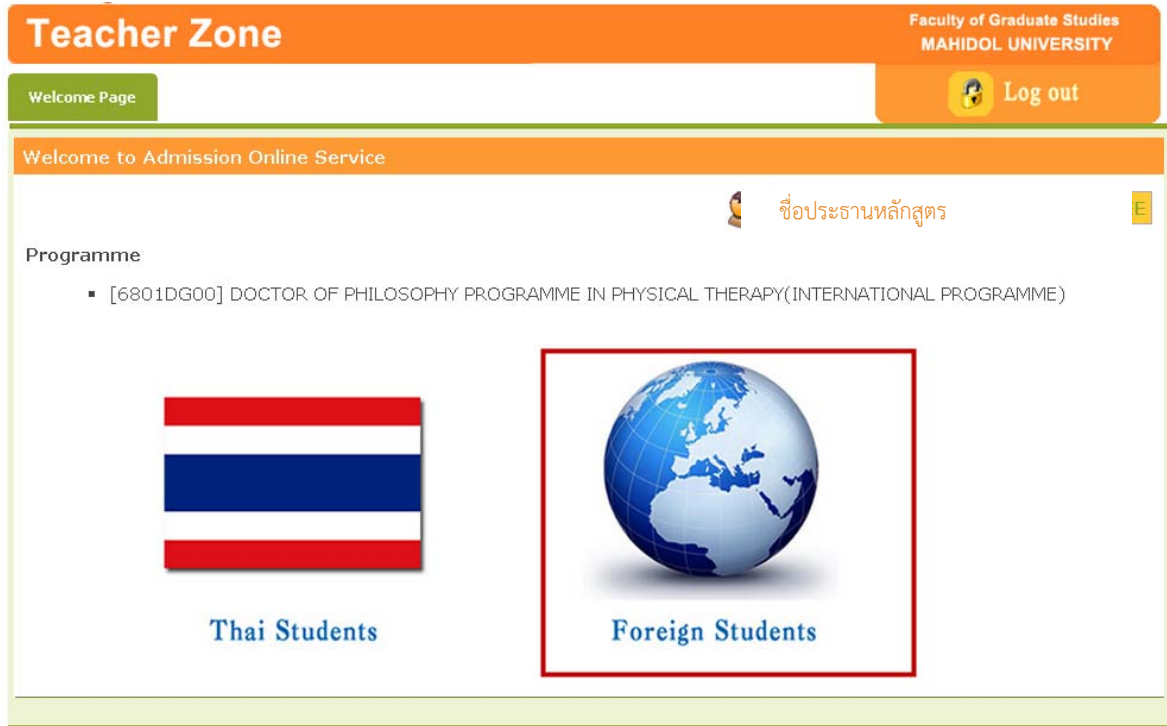 Teacher Zone
Faculty of Graduate Studies
MAHIDOL UNIVERSITY
Welcome Page
Log out
Welcome to Admission Online Service
ชื่อประธานหลักสูตร
Programme
▪ [6801DG00] DOCTOR OF PHILOSOPHY PROGRAMME IN PHYSICAL THERAPY(INTERNATIONAL PROGRAMME)
Thai Students
Foreign Students